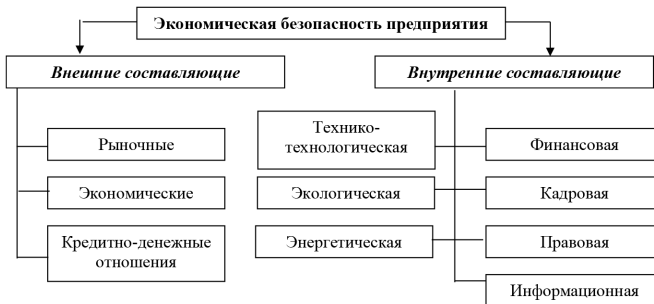 Экономическая безопасность предприятия
Внешние составляющие
Внутренние составляющие
Рыночные
Экономические
Кредитно-денежные
отношения
Технико-
технологическая
Экологическая
Энергетическая
Финансовая
Кадровая
Правовая
Информационная